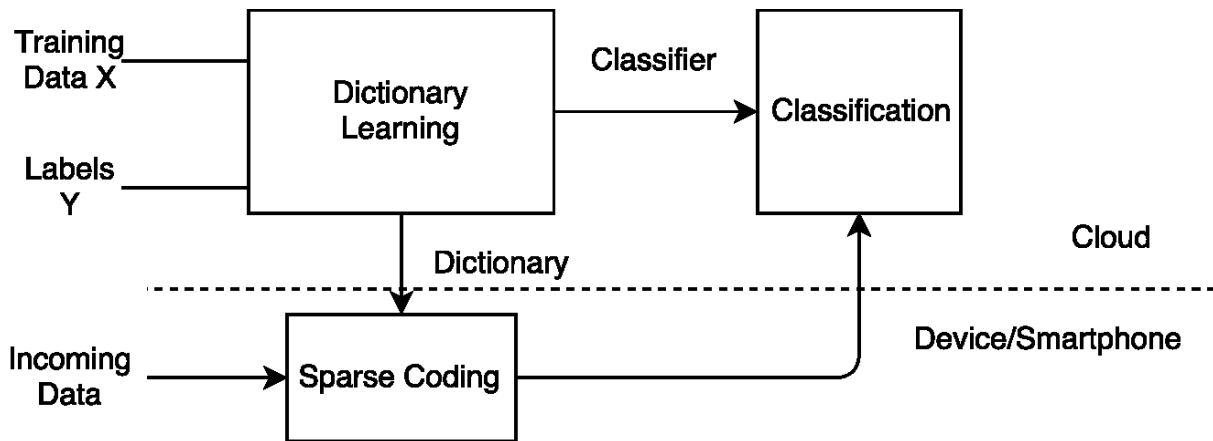 Training
Data X
Labels
Y
Dictionary
Learning
Classifier
Classification
Dictionary
Cloud
Device/Smartphone
Incoming
Data
Sparse Coding